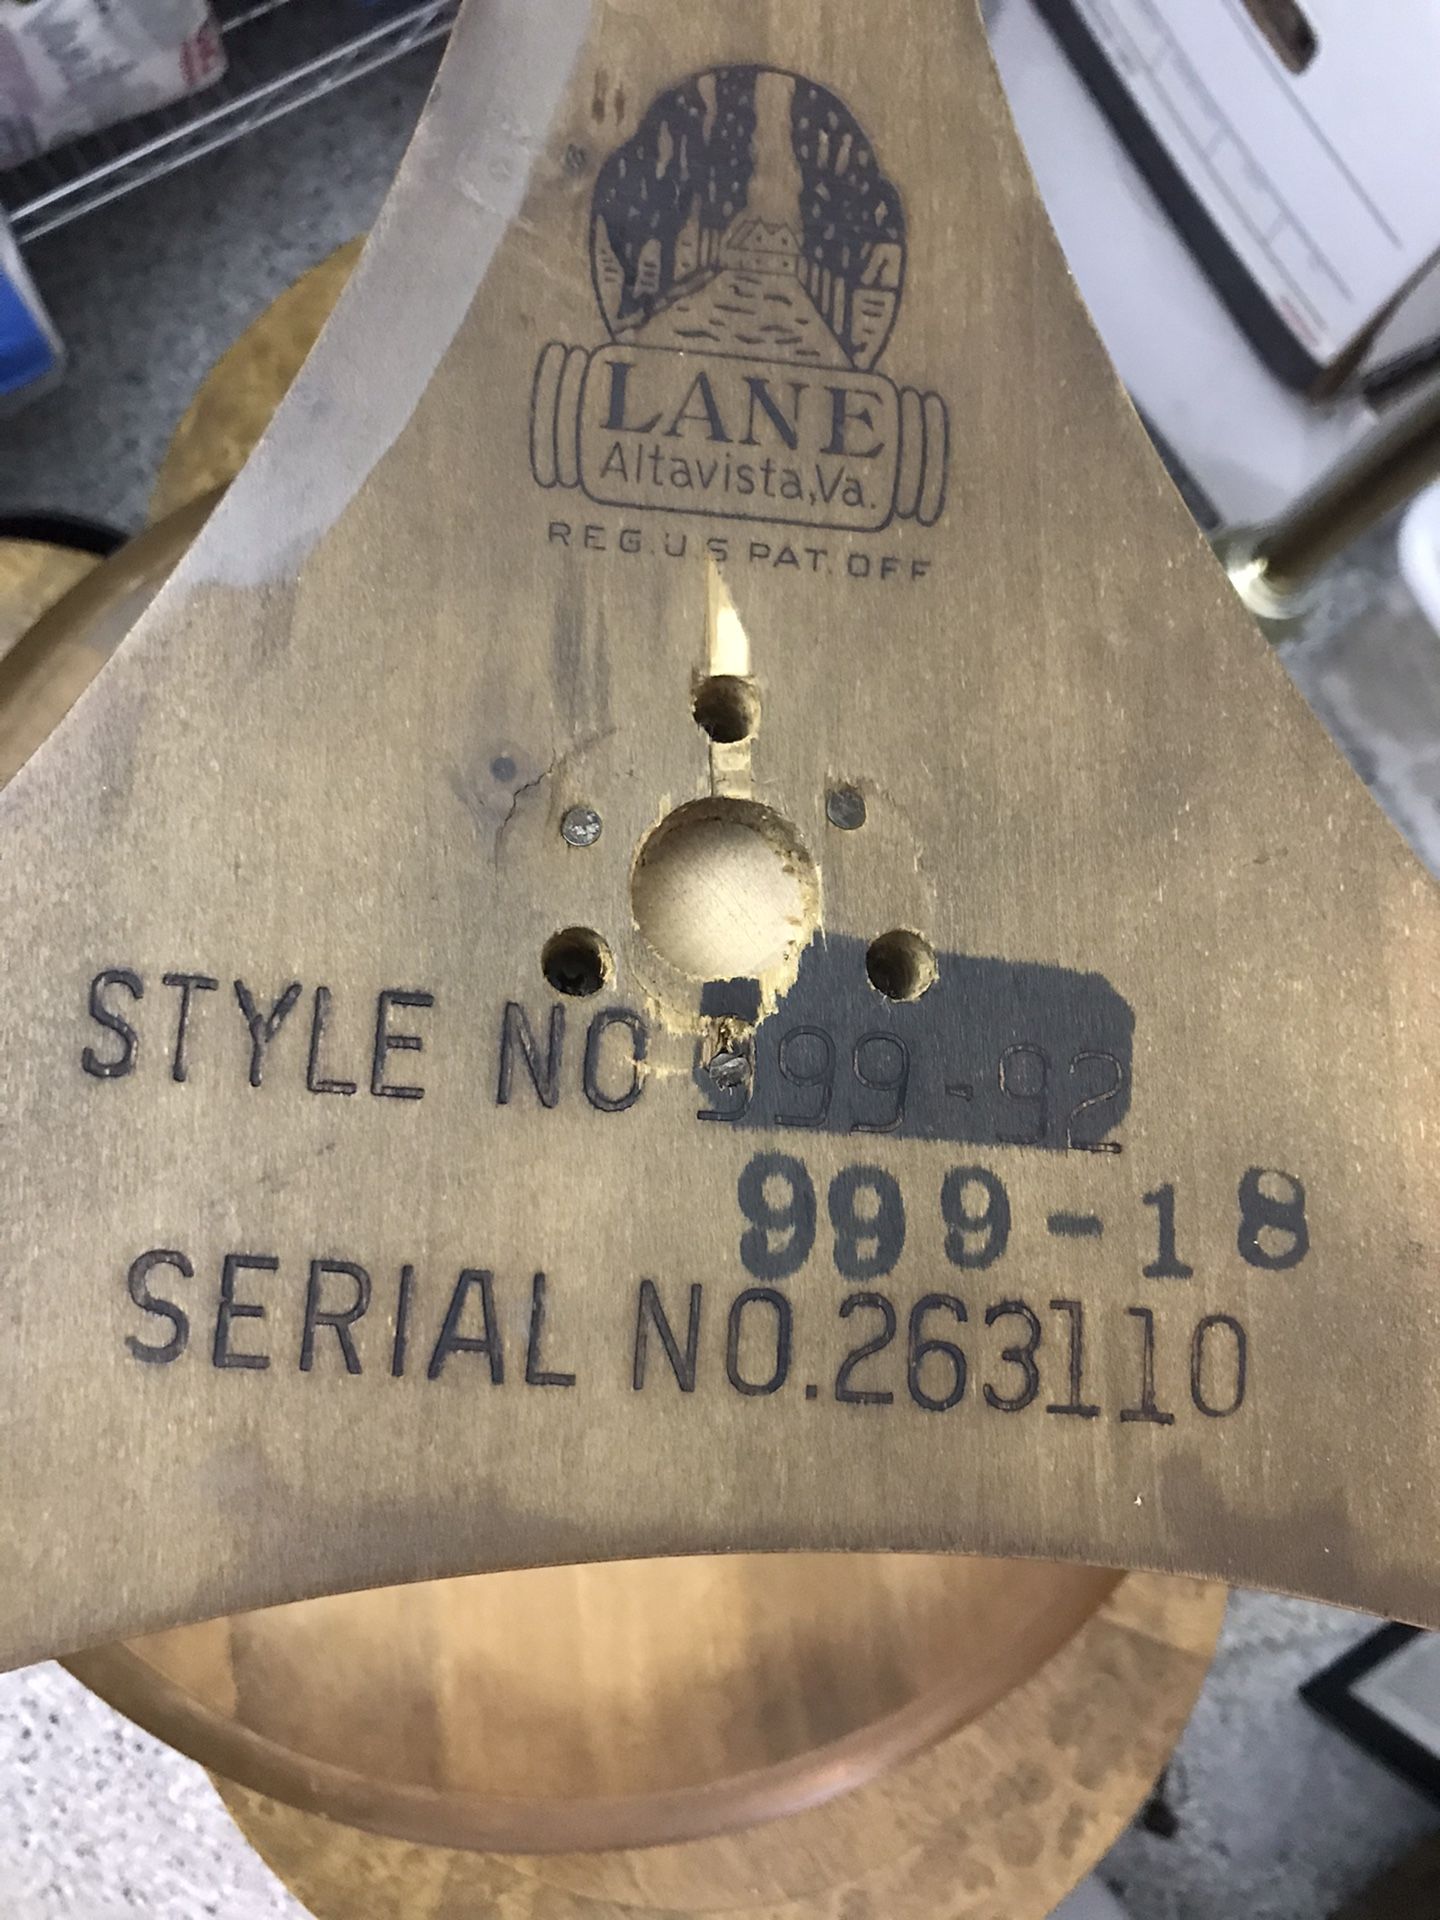 LANE
Altavista, Va.
REG. U.S PAT. OFF
STYLE NO 999-92
999-18
SERIAL NO. 263110